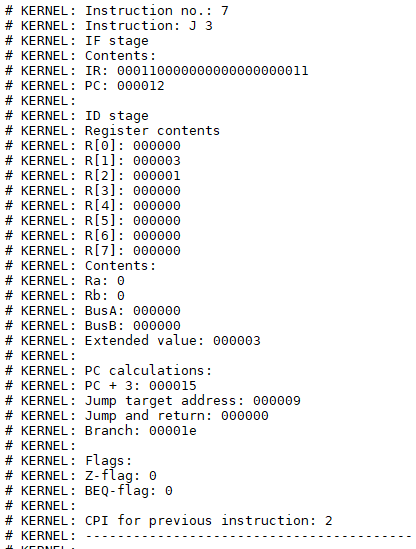 # KERNEL: Instruction no.: 7
# KERNEL: Instruction: J 3
# KERNEL: IF stage
# KERNEL: Contents:
# KERNEL: IR: 000110000000000000000011
# KERNEL: PC: 000012
# KERNEL:
# KERNEL: ID stage
# KERNEL: Register contents
# KERNEL: R[0]: 000000
# KERNEL: R[1]: 000003
# KERNEL: R[2]: 000001
# KERNEL: R[3]: 000000
# KERNEL: R[4]: 000000
# KERNEL: R[5]: 000000
# KERNEL: R[6]: 000000
# KERNEL: R[7]: 000000
# KERNEL: Contents:
# KERNEL: Ra: 0
# KERNEL: Rb: 0
# KERNEL: BusA: 000000
# KERNEL: BusB: 000000
# KERNEL: Extended value: 000003
# KERNEL:
# KERNEL: PC calculations:
# KERNEL: PC + 3: 000015
# KERNEL: Jump target address: 000009
# KERNEL: Jump and return: 000000
# KERNEL: Branch: 00001e
# KERNEL:
# KERNEL: Flags:
# KERNEL: Z-flag: 0
# KERNEL: BEQ-flag: 0
# KERNEL:
# KERNEL: CPI for previous instruction: 2
# KERNEL: -----------------------------------------
# KERNEL: